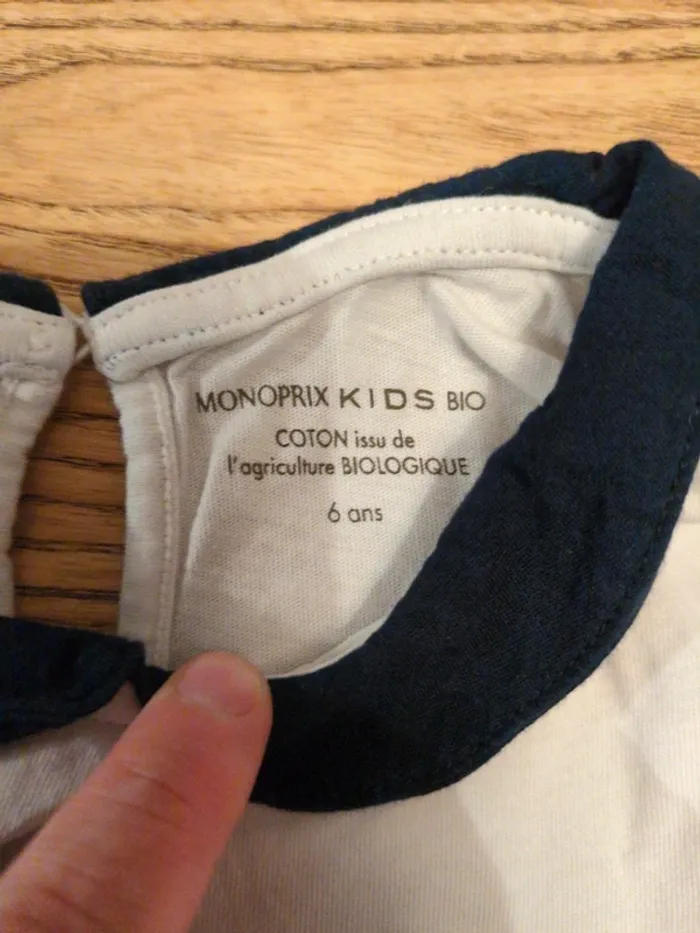 MONOPRIX KIDS BIO
COTON issu de
l'agriculture BIOLOGIQUE
6 ans